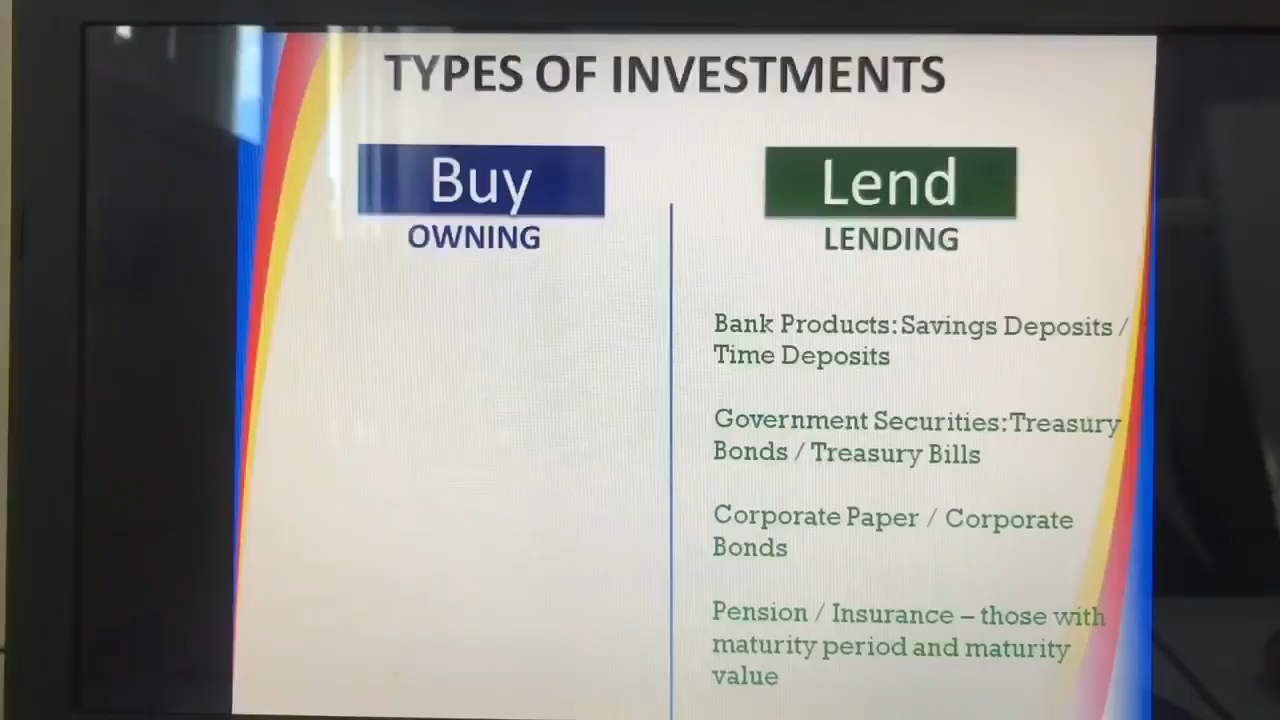 TYPES OF INVESTMENTS
Buy
OWNING
Lend
LENDING
Bank Products: Savings Deposits /
Time Deposits
Government Securities: Treasury
Bonds / Treasury Bills
Corporate Paper / Corporate
Bonds
Pension / Insurance – those with
maturity period and maturity
value